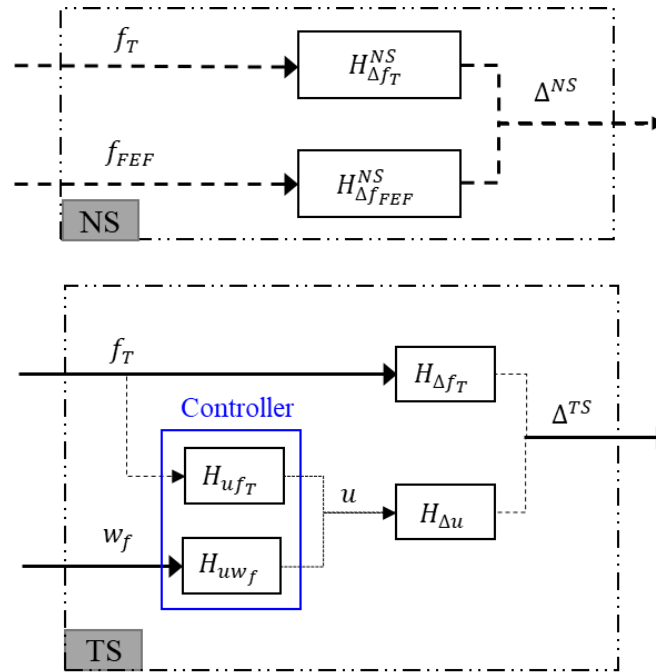 f_T
H^{NS}_{Δf_T}
Δ^{NS}
f_{FEF}
H^{NS}_{Δf_{FEF}}
NS
f_T
H_{Δf_T}
Controller
Δ^{TS}
H_{uf_T}
u
H_{Δu}
w_f
H_{uw_f}
TS